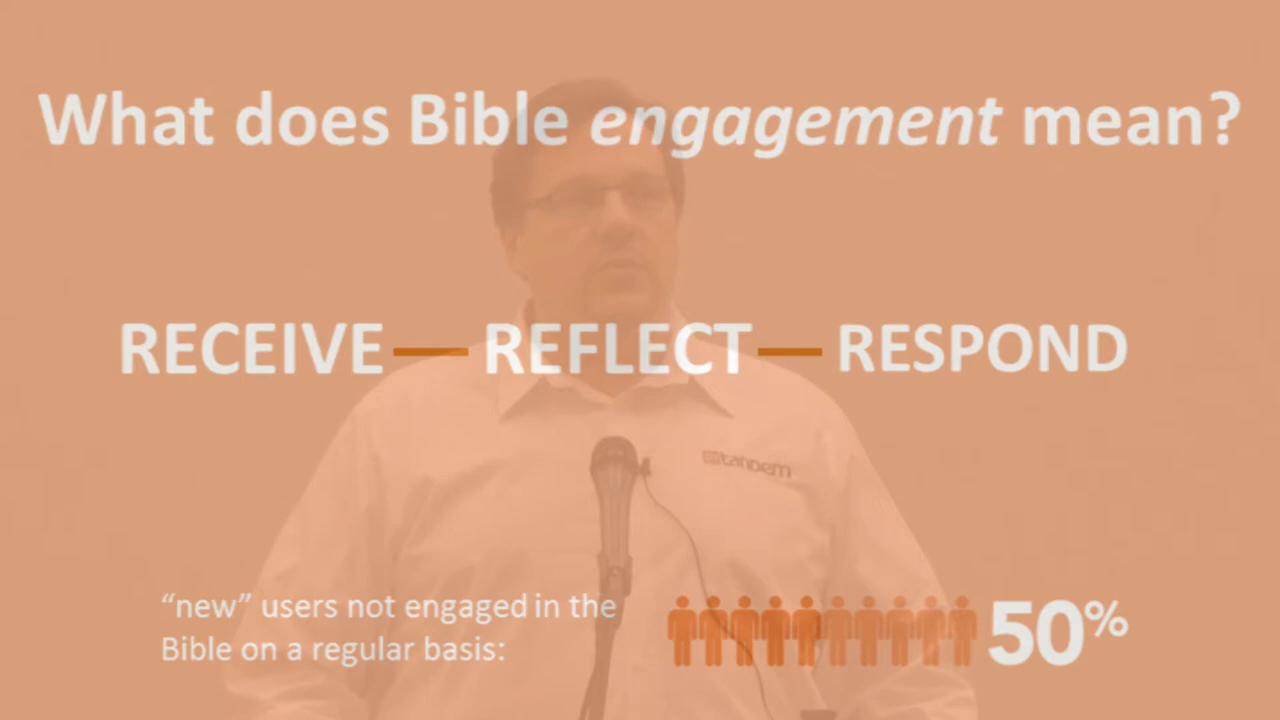 What does Bible engagement mean?
RECEIVE — REFLECT — RESPOND
tandem
“new” users not engaged in the
Bible on a regular basis:
50%